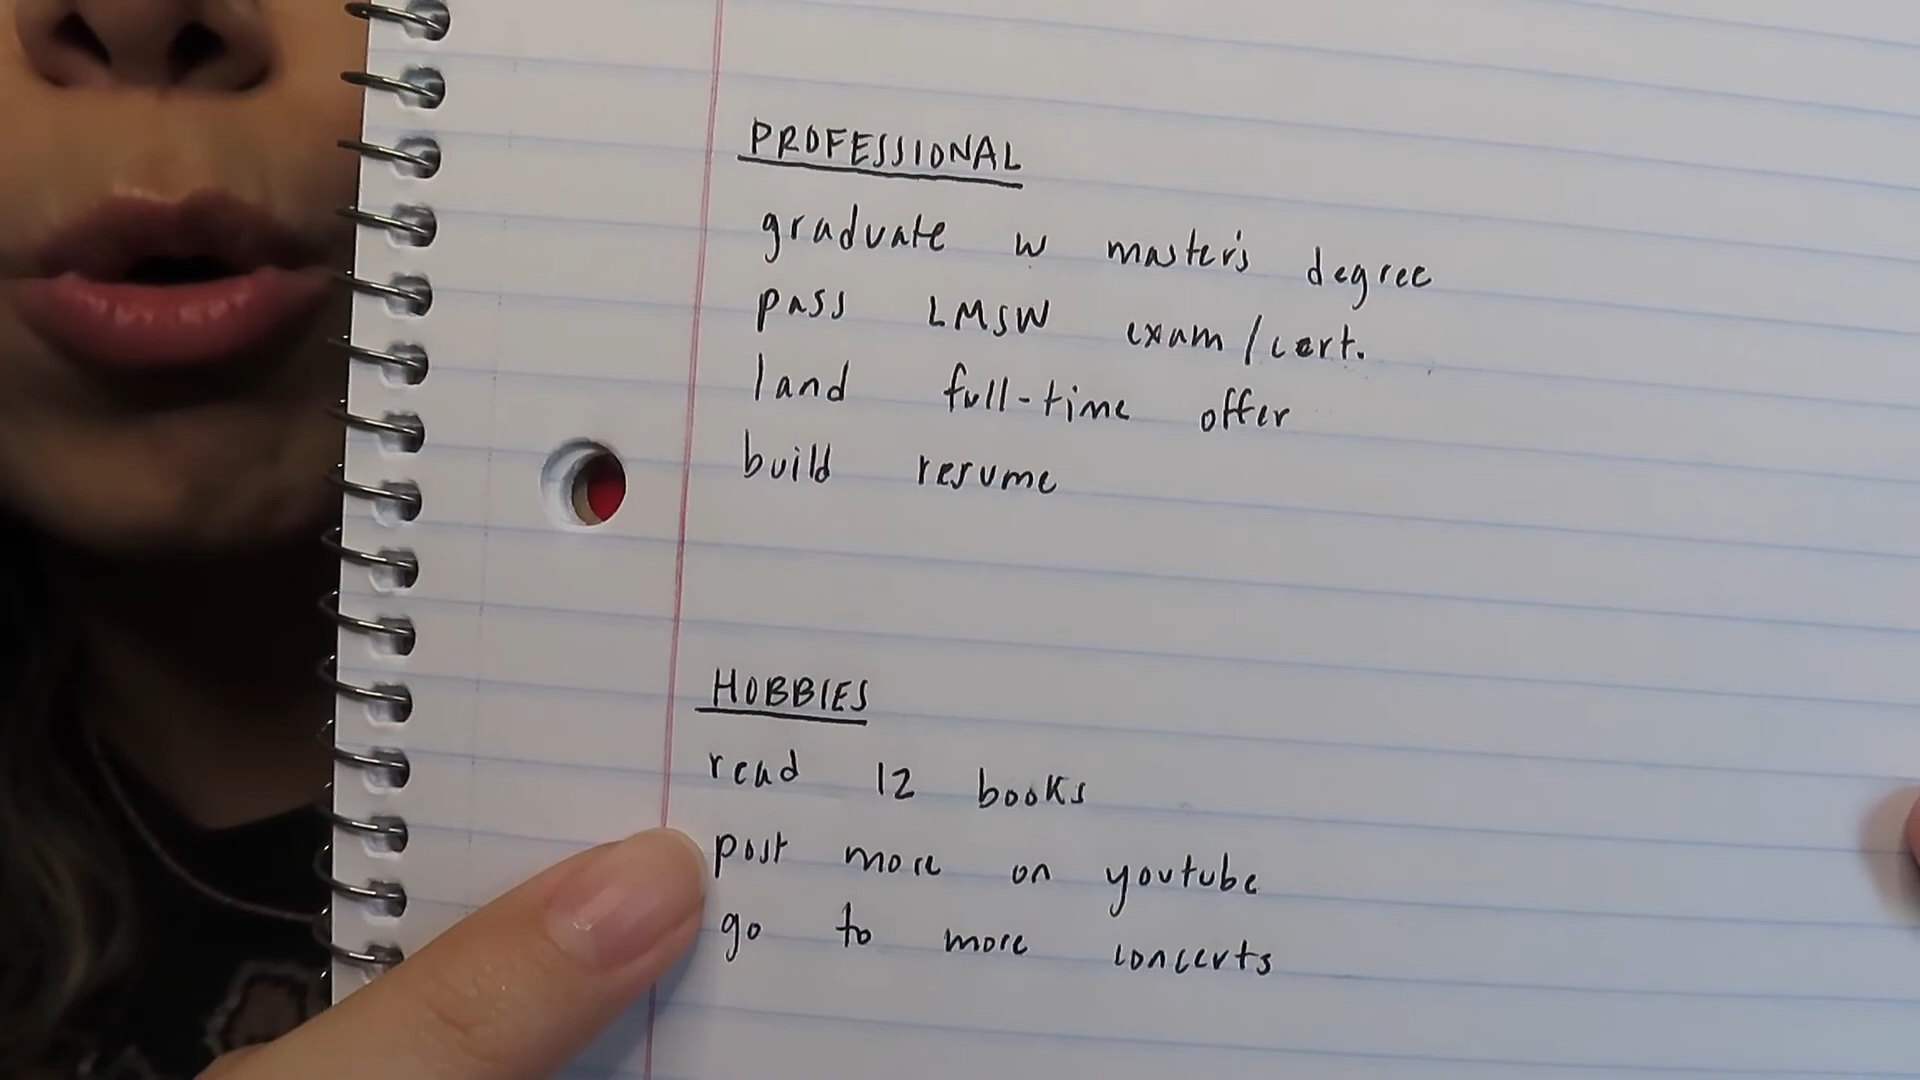 PROFESSIONAL
graduate w master's degree
pass LMSW exam/cert.
land full-time offer
build resume
HOBBIES
read 12 books
post more on youtube
go to more concerts